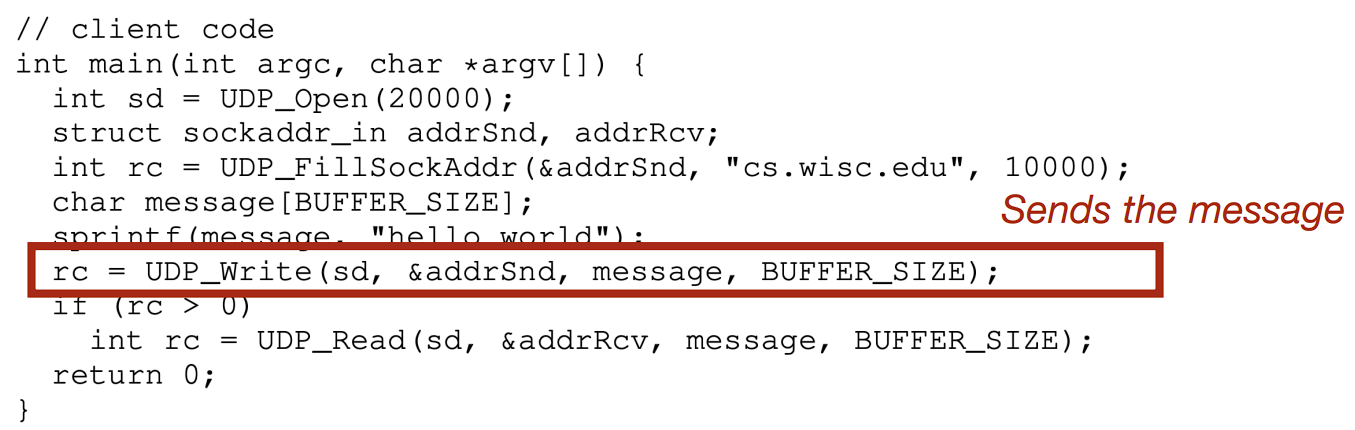 // client code
int main(int argc, char *argv[]) {
  int sd = UDP_Open(20000);
  struct sockaddr_in addrSnd, addrRcv;
  int rc = UDP_FillSockAddr(&addrSnd, "cs.wisc.edu", 10000);
  char message[BUFFER_SIZE];
Sends the message
  sprintf(message, "hello world");
  rc = UDP_Write(sd, &addrSnd, message, BUFFER_SIZE);
  if (rc > 0)
    int rc = UDP_Read(sd, &addrRcv, message, BUFFER_SIZE);
  return 0;
}